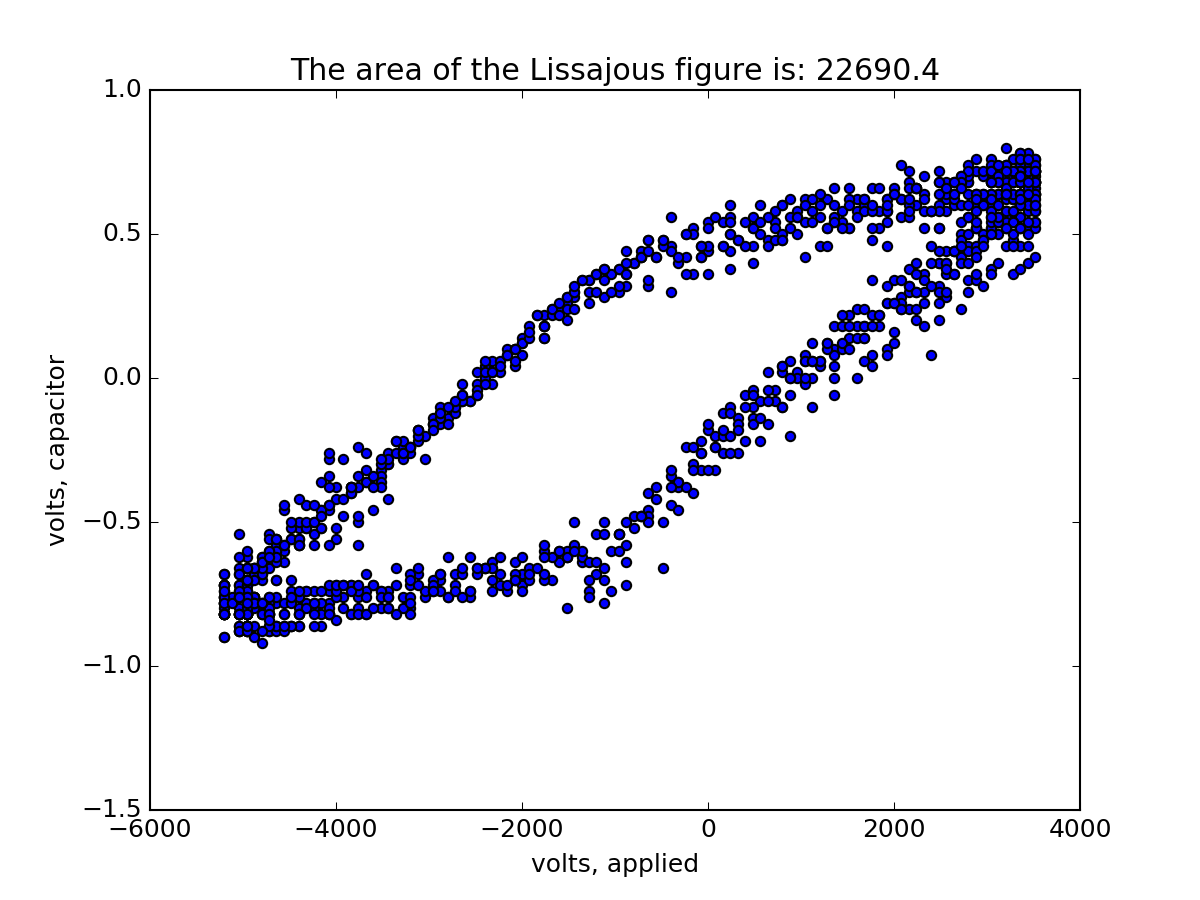 The area of the Lissajous figure is: 22690.4
1.0
0.5
0.0
−0.5
−1.0
−1.5
volts, capacitor
−6000 −4000 −2000 0 2000 4000
volts, applied